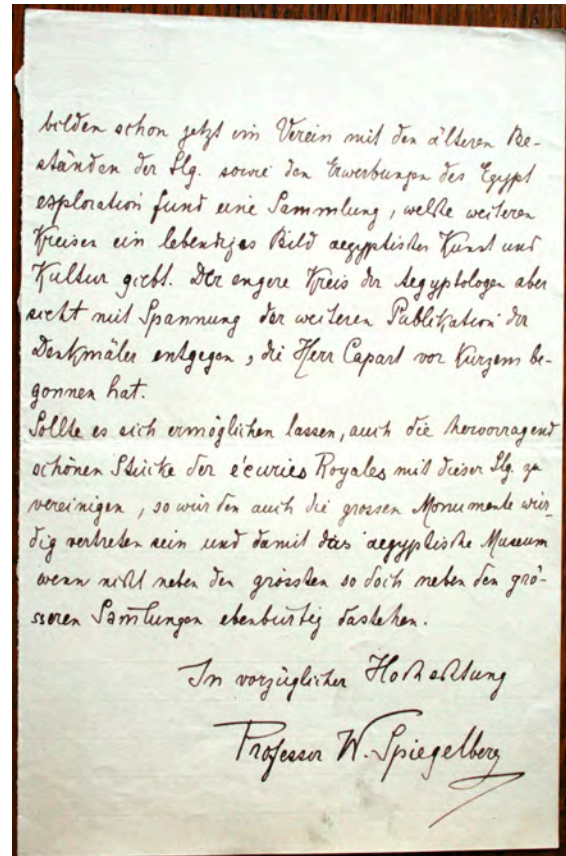 bilden schon jetzt im Verein mit den älteren Be-
ständen der Slg. sowie den Erwerbungen des Egypt
exploration fund eine Sammlung, welche weiteren
Kreisen ein lebendiges Bild aegyptischer Kunst und
Kultur giebt. Der engere Kreis der Aegyptologen aber
sieht mit Spannung der weiteren Publikation der
Denkmäler entgegen, die Herr Capart vor Kurzem be-
gonnen hat.
Sollte es sich ermöglichen lassen, auch die hervorragend
schönen Stücke der écuries Royales mit dieser Slg. zu
vereinigen, so würden auch die grossen Monumente wür-
dig vertreten sein und damit das aegyptische Museum
wenn nicht neben den grössten so doch neben den grö-
sseren Samlungen ebenbürtig dastehen.
In vorzüglicher Hochachtung
Professor W. Spiegelberg